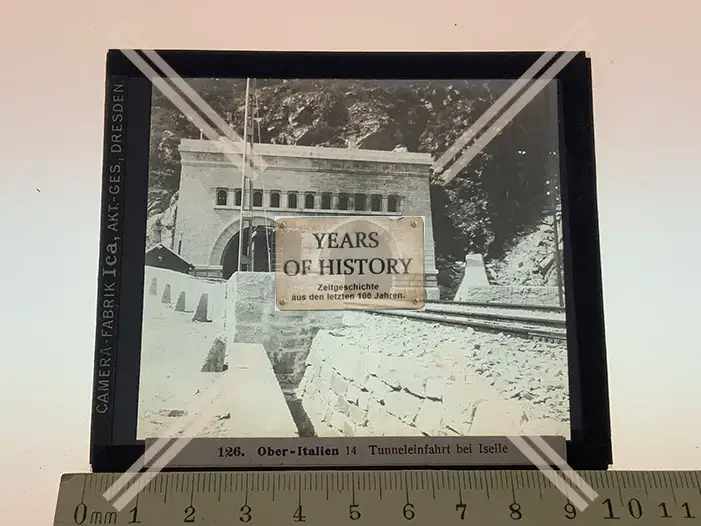 CAMERA-FABRIK Ica, AKT.-GES., DRESDEN.
YEARS
OF HISTORY
Zeitgeschichte
aus den letzten 100 Jahren.
126. Ober-Italien 14 Tunneleinfahrt bei Iselle
0mm 1 2 3 4 5 6 7 8 9 10 11